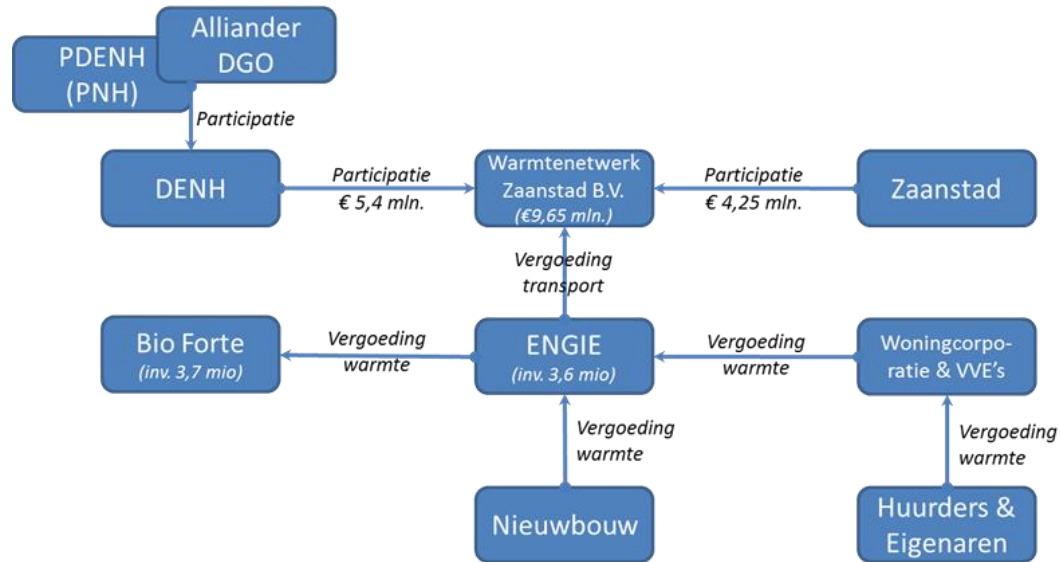 Alliander
DGO
PDENH
(PNH)
Participatie
DENH
Participatie
€ 5,4 mln.
Warmtenetwerk
Zaanstad B.V.
(€9,65 mln.)
Participatie
€ 4,25 mln.
Zaanstad
Vergoeding
transport
Bio Forte
(inv. 3,7 mio)
Vergoeding
warmte
ENGIE
(inv. 3,6 mio)
Vergoeding
warmte
Woningcorpo-
ratie & VVE's
Vergoeding
warmte
Vergoeding
warmte
Nieuwbouw
Huurders &
Eigenaren